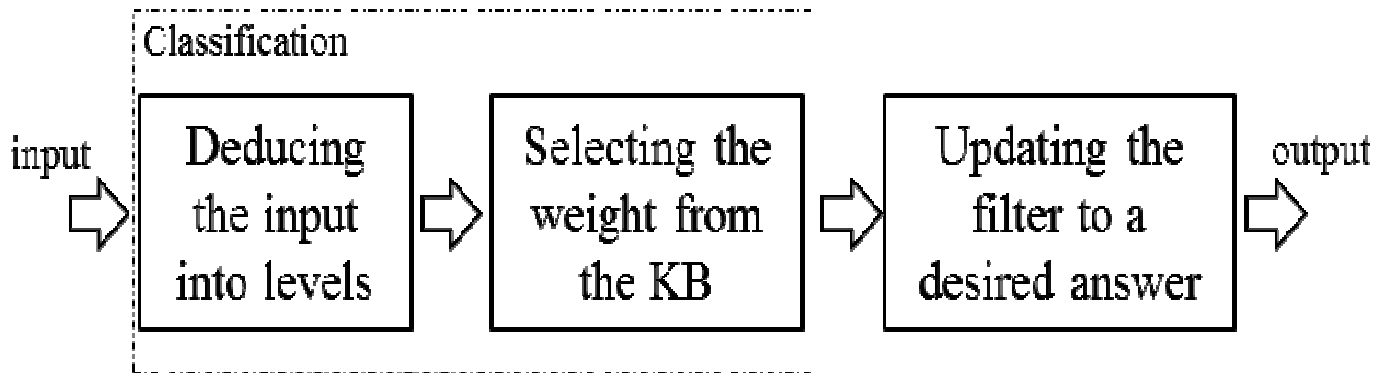 Classification
input
Deducing
the input
into levels
Selecting the
weight from
the KB
Updating the
filter to a
desired answer
output